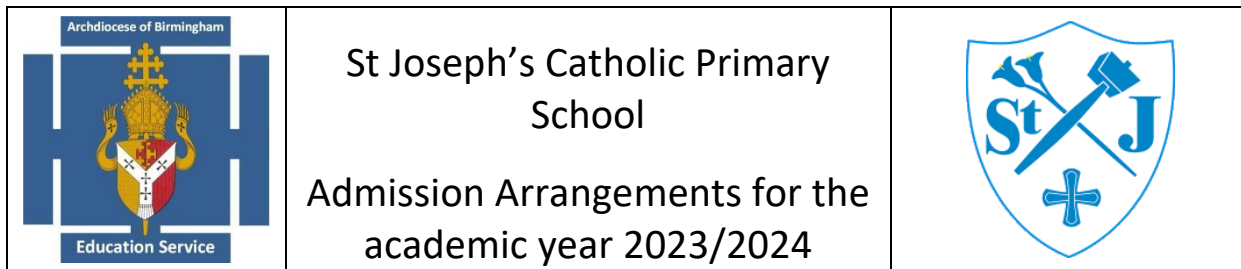 Archdiocese of Birmingham
Education Service
St Joseph’s Catholic Primary
School
Admission Arrangements for the
academic year 2023/2024
St J